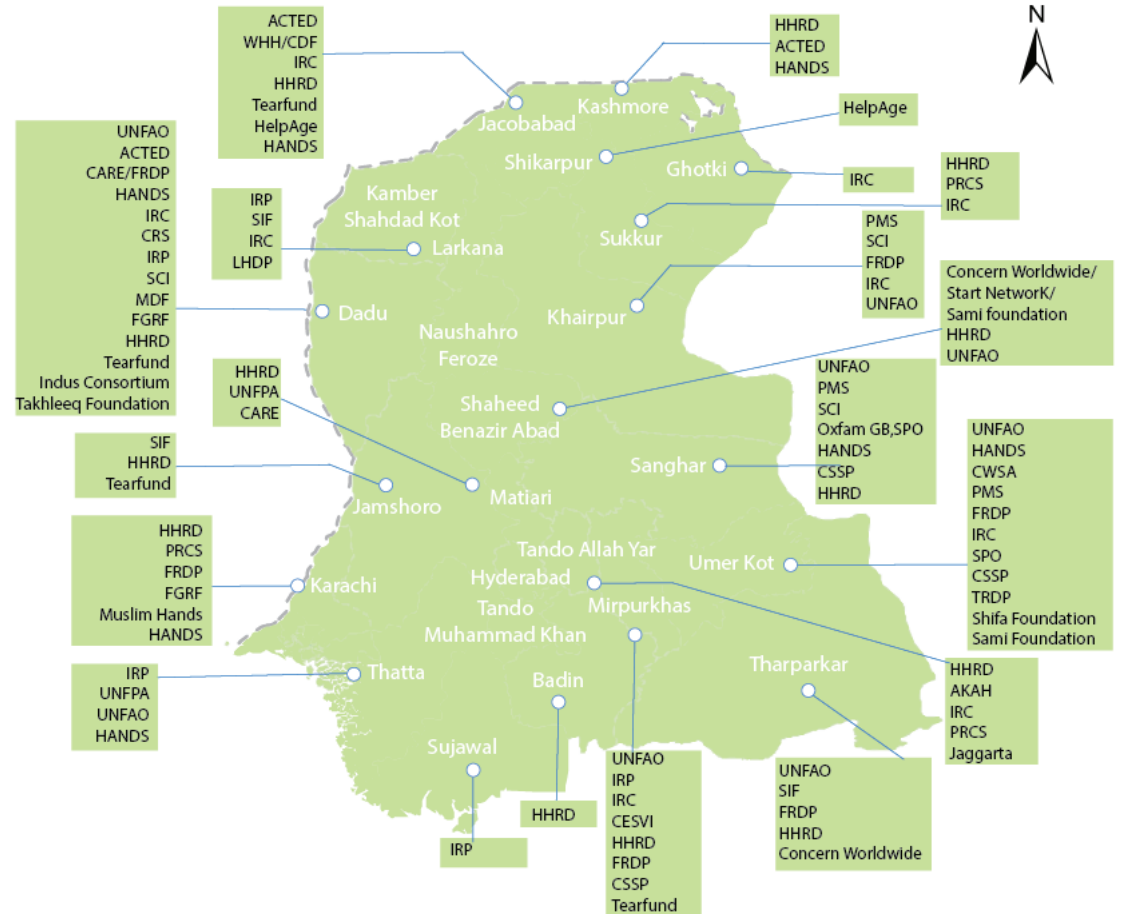 N
ACTED
WHH/CDF
IRC
HHRD
Tearfund
HelpAge
HANDS
HHRD
ACTED
HANDS
Kashmore
Jacobabad
HelpAge
Shikarpur
Ghotki
IRC
HHRD
PRCS
IRC
UNFAO
ACTED
CARE/FRDP
HANDS
IRC
CRS
IRP
SCI
MDF
FGRF
HHRD
Tearfund
Indus Consortium
Takhleeq Foundation
IRP
SIF
IRC
LHDP
Kamber
Shahdad Kot
Larkana
Sukkur
PMS
SCI
FRDP
IRC
UNFAO
Concern Worldwide/
Start NetworK/
Sami foundation
HHRD
UNFAO
Dadu
Naushahro
Feroze
Khairpur
HHRD
UNFPA
CARE
Shaheed
Benazir Abad
UNFAO
PMS
SCI
Oxfam GB,SPO
HANDS
CSSP
HHRD
UNFAO
HANDS
CWSA
PMS
FRDP
IRC
SPO
CSSP
TRDP
Shifa Foundation
Sami Foundation
SIF
HHRD
Tearfund
Sanghar
Jamshoro
Matiari
HHRD
PRCS
FRDP
FGRF
Muslim Hands
HANDS
Karachi
Tando Allah Yar
Hyderabad
Umer Kot
Tando
Muhammad Khan
Mirpurkhas
IRP
UNFPA
UNFAO
HANDS
Thatta
Badin
Tharparkar
HHRD
AKAH
IRC
PRCS
Jaggarta
Sujawal
IRP
HHRD
UNFAO
IRP
IRC
CESVI
HHRD
FRDP
CSSP
Tearfund
UNFAO
SIF
FRDP
HHRD
Concern Worldwide